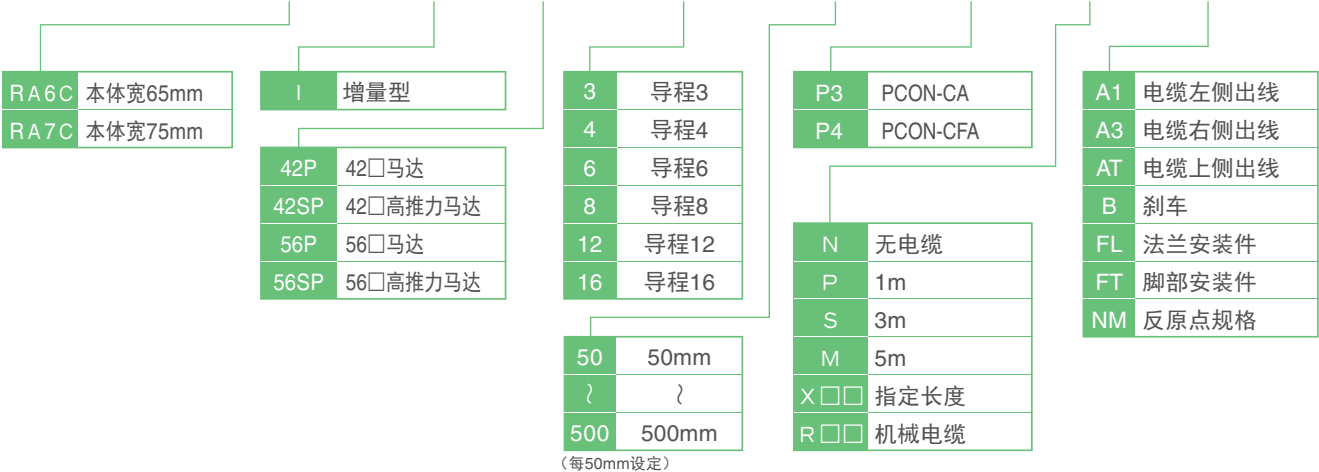 RA6C 本体宽65mm
RA7C 本体宽75mm
I 增量型
42P 42□马达
42SP 42□高推力马达
56P 56□马达
56SP 56□高推力马达
3 导程3
4 导程4
6 导程6
8 导程8
12 导程12
16 导程16
50 50mm
～ ～
500 500mm
（每50mm设定）
P3 PCON-CA
P4 PCON-CFA
N 无电缆
P 1m
S 3m
M 5m
X□□ 指定长度
R□□ 机械电缆
A1 电缆左侧出线
A3 电缆右侧出线
AT 电缆上侧出线
B 刹车
FL 法兰安装件
FT 脚部安装件
NM 反原点规格